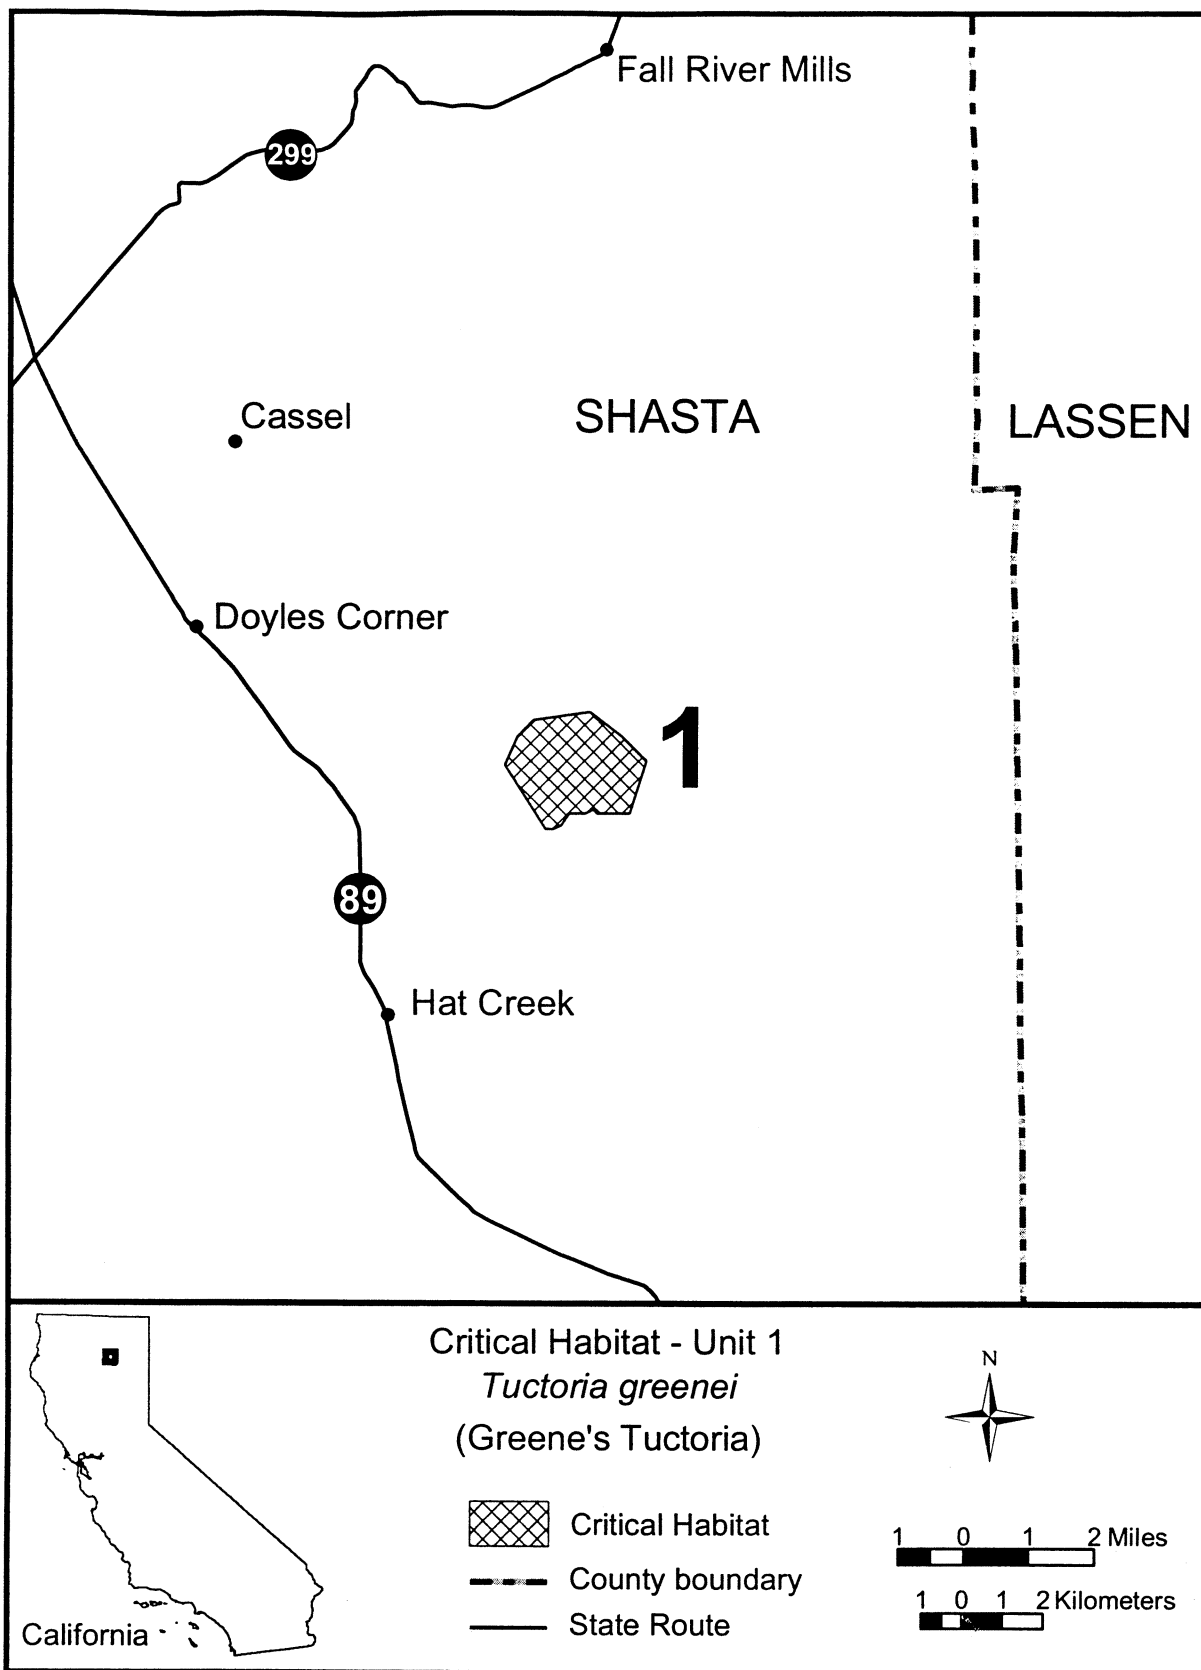 Fall River Mills
299
Cassel
SHASTA
LASSEN
Doyles Corner
1
89
Hat Creek
Critical Habitat - Unit 1
Tuctoria greenei
(Greene's Tuctoria)
N
Critical Habitat
County boundary
State Route
1 0 1 2 Miles
1 0 1 2 Kilometers
California